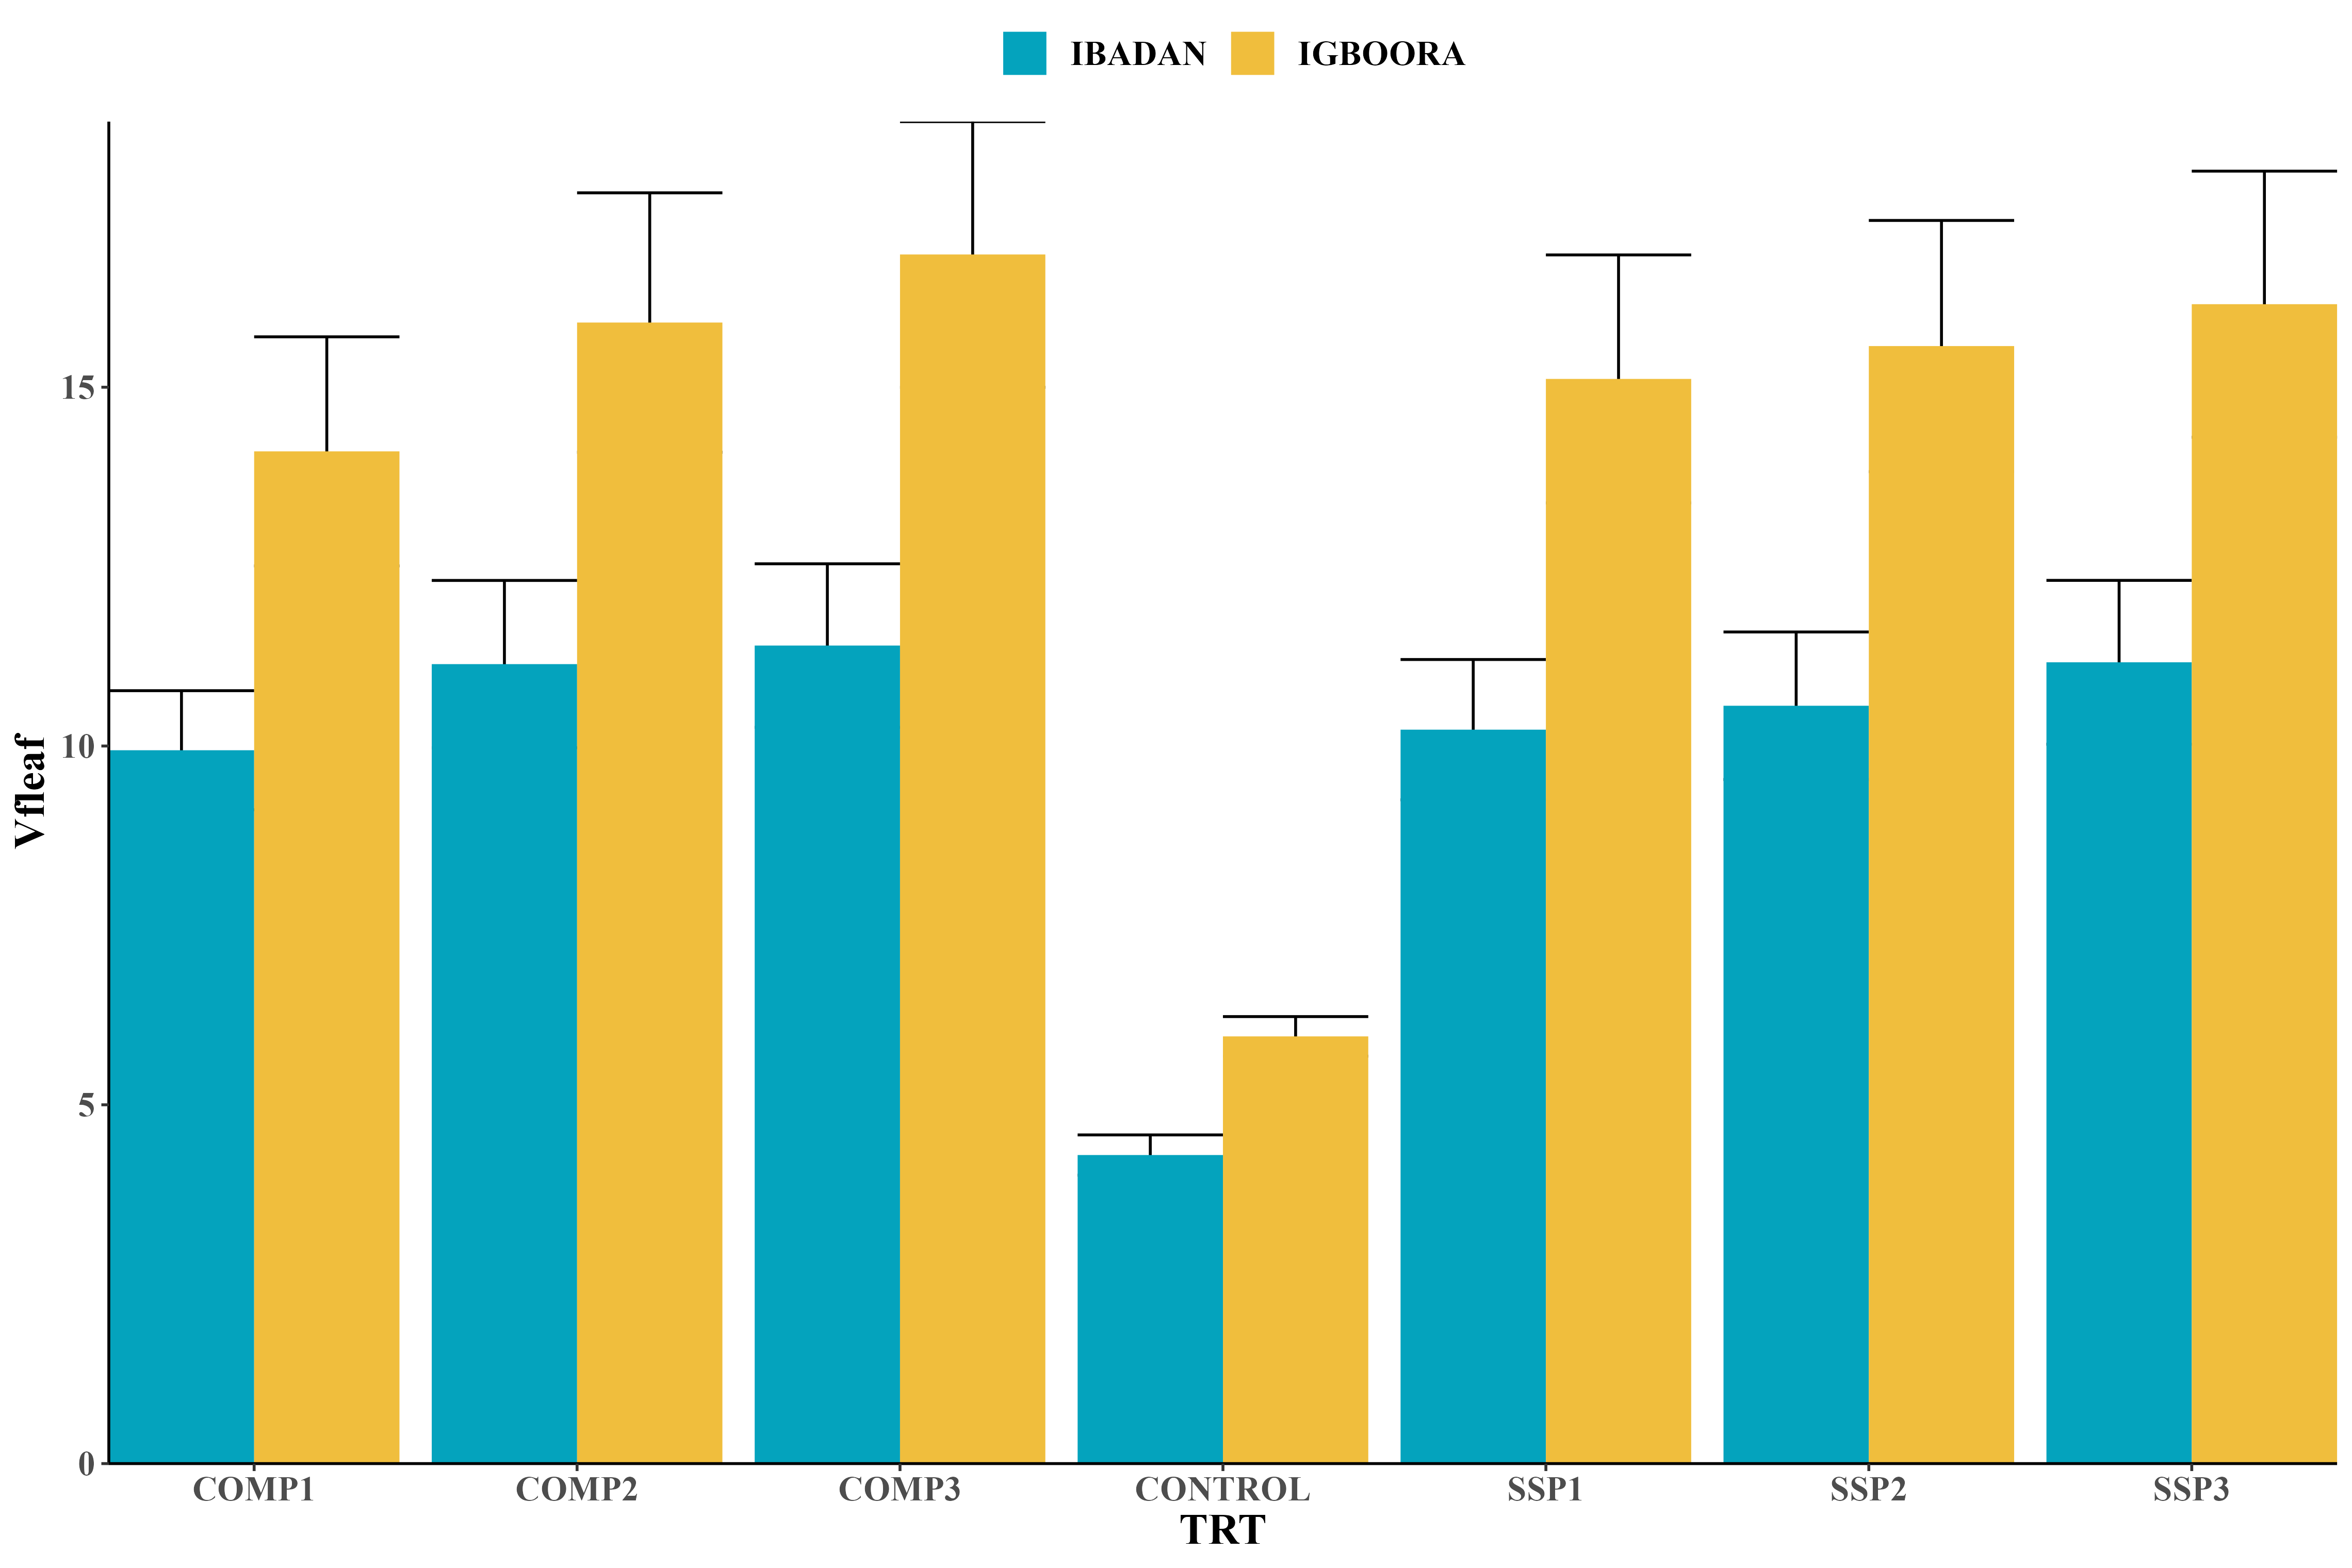 IBADAN IGBOORA
Vfleaf
15
10
5
0
COMP1 COMP2 COMP3 CONTROL SSP1 SSP2 SSP3
TRT